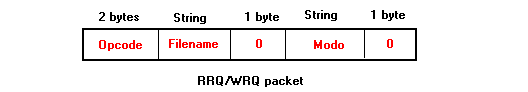 2 bytes String 1 byte String 1 byte
Opcode Filename 0 Modo 0
RRQ/WRQ packet